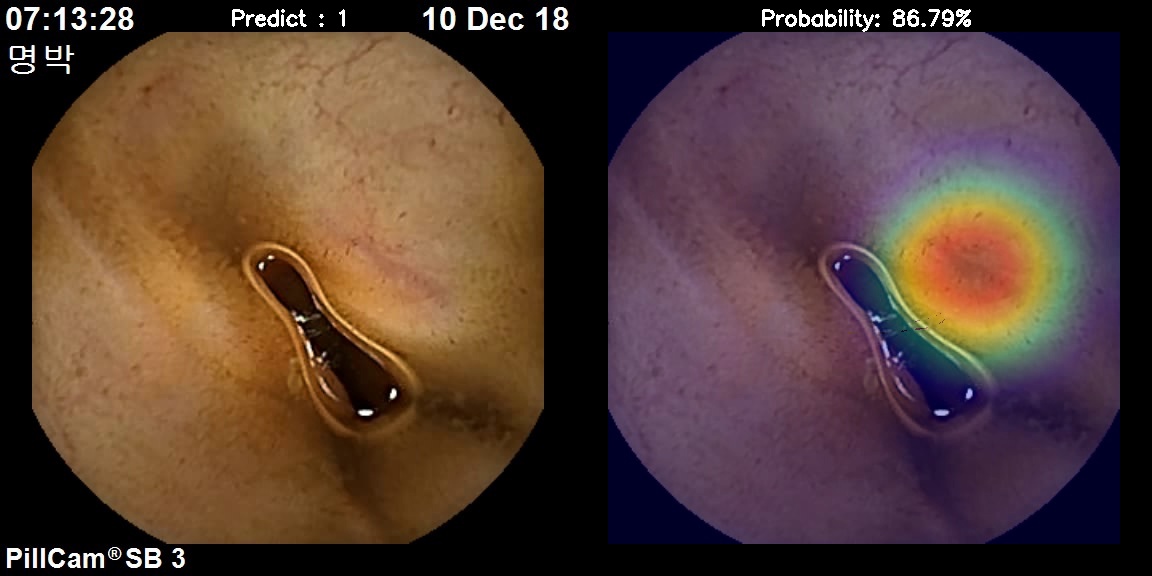 07:13:28 Predict : 1 10 Dec 18 Probability: 86.79%
명박
PillCam® SB 3